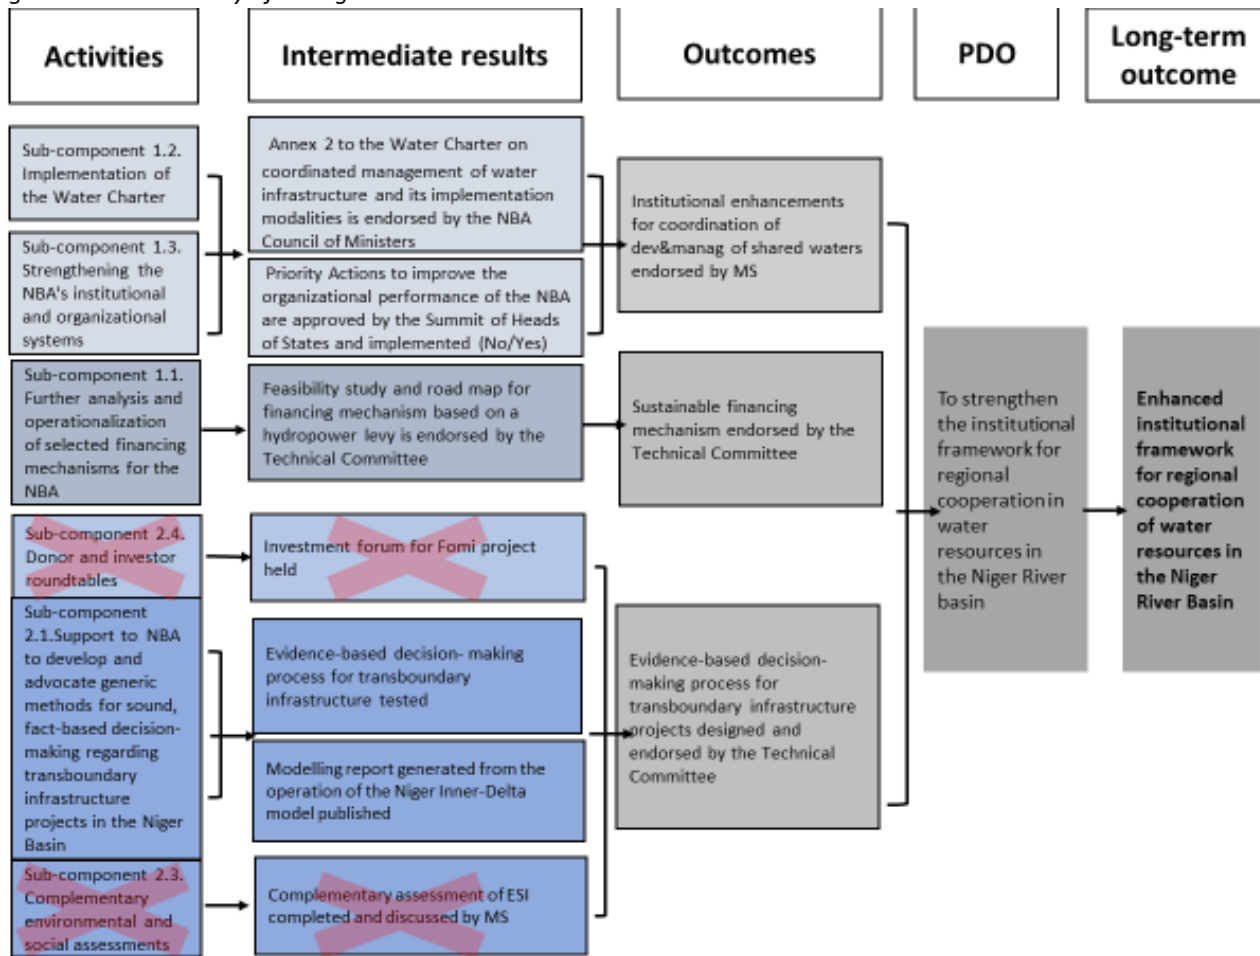 Activities
Intermediate results
Outcomes
PDO
Long-term
outcome
Sub-component 1.2.
Implementation of
the Water Charter
Sub-component 1.3.
Strengthening the
NBA's institutional
and organizational
systems
Annex 2 to the Water Charter on
coordinated management of water
infrastructure and its implementation
modalities is endorsed by the NBA
Council of Ministers
Priority Actions to improve the
organizational performance of the NBA
are approved by the Summit of Heads
of States and implemented (No/Yes)
Institutional enhancements
for coordination of
dev&manag of shared waters
endorsed by MS
Sub-component 1.1.
Further analysis and
operationalization
of selected financing
mechanisms for the
NBA
Feasibility study and road map for
financing mechanism based on a
hydropower levy is endorsed by the
Technical Committee
Sustainable financing
mechanism endorsed by the
Technical Committee
Sub-component 2.4.
Donor and investor
roundtables
Investment forum for Fomi project
held
Sub-component
2.1.Support to NBA
to develop and
advocate generic
methods for sound,
fact-based decision-
making regarding
transboundary
infrastructure
projects in the Niger
Basin
Evidence-based decision- making
process for transboundary
infrastructure tested
Modelling report generated from the
operation of the Niger Inner-Delta
model published
Sub-component 2.3.
Complementary
environmental and
social assessments
Complementary assessment of ESI
completed and discussed by MS
Evidence-based decision-
making process for
transboundary infrastructure
projects designed and
endorsed by the Technical
Committee
To strengthen
the institutional
framework for
regional
cooperation in
water
resources in
the Niger River
basin
Enhanced
institutional
framework
for regional
cooperation
of water
resources in
the Niger
River Basin